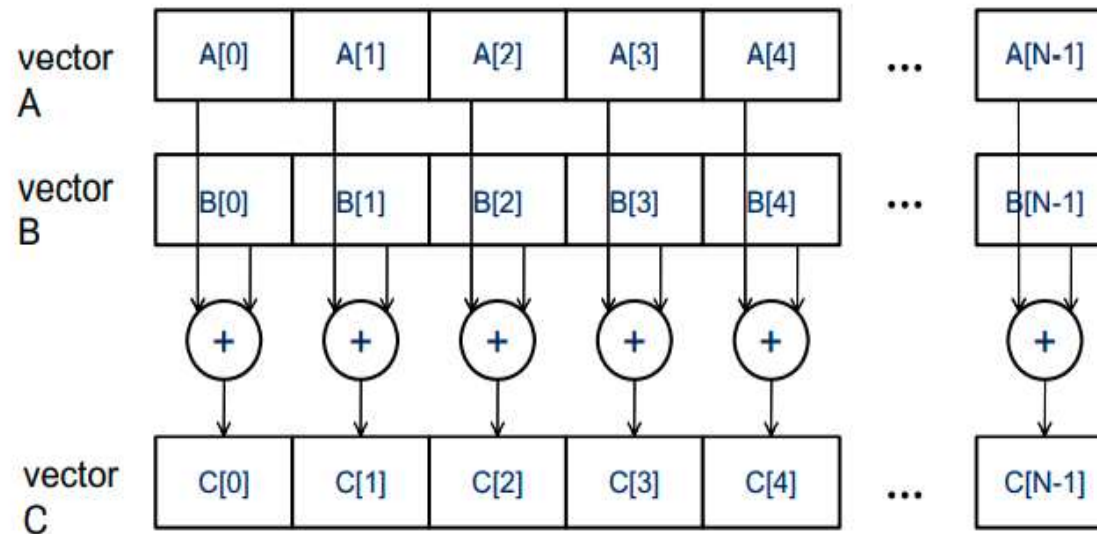 vector
A
A[0] A[1] A[2] A[3] A[4] ... A[N-1]
vector
B
B[0] B[1] B[2] B[3] B[4] ... B[N-1]
+ + + + + +
vector
C
C[0] C[1] C[2] C[3] C[4] ... C[N-1]